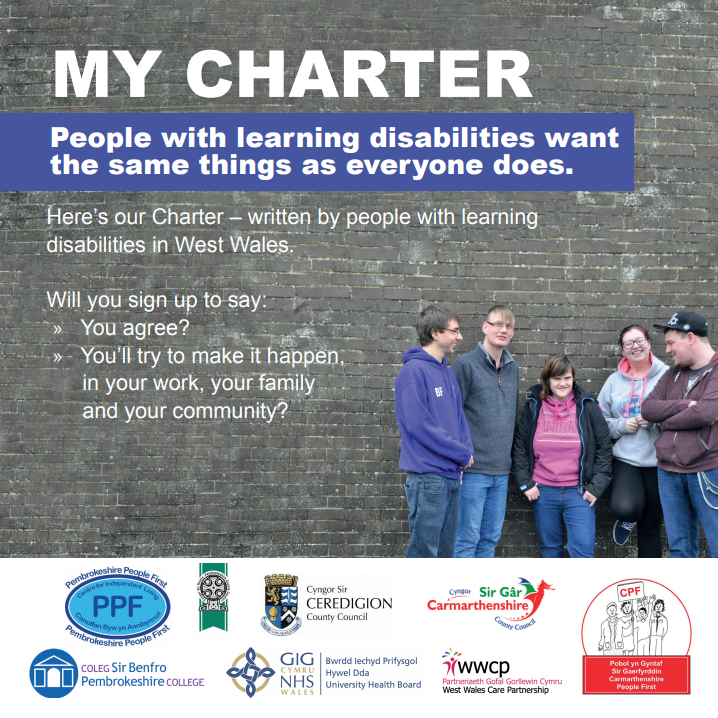 MY CHARTER
People with learning disabilities want
the same things as everyone does.
Here's our Charter – written by people with learning
disabilities in West Wales.
Will you sign up to say:
» You agree?
» You'll try to make it happen,
in your work, your family
and your community?
BF
Pembrokeshire People First
Centre for Independent Living
PPF
Canolfan Byw yn Annibynnol
Pembrokeshire People First
Cyngor Sir
CEREDIGION
County Council
Cyngor Sir Gâr
Carmarthenshire
County Council
CPF
Pobol yn Gyntaf
Sir Gaerfyrddin
Carmarthenshire
People First
COLEG Sir Benfro
Pembrokeshire COLLEGE
GIG
CYMRU
NHS
WALES
Bwrdd Iechyd Prifysgol
Hywel Dda
University Health Board
wwcp
Partneriaeth Gofal Gorllewin Cymru
West Wales Care Partnership